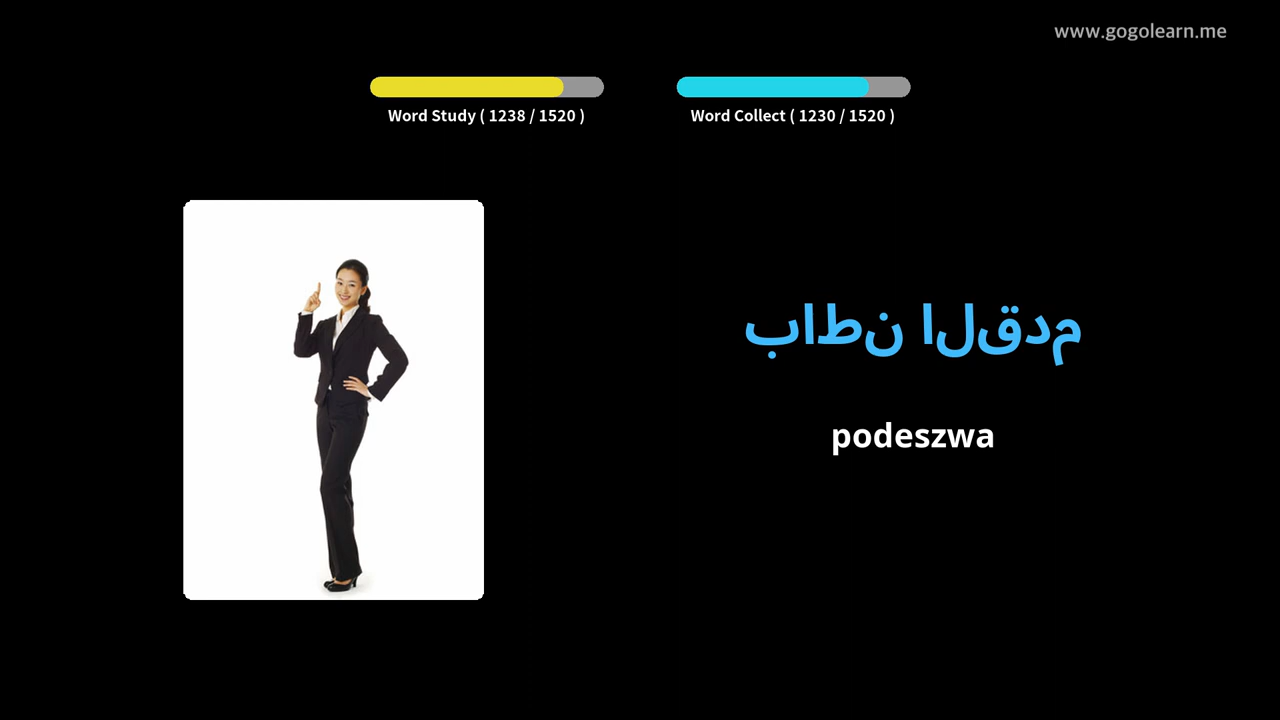 www.gogolearn.me
Word Study ( 1238 / 1520 )
Word Collect ( 1230 / 1520 )
باطن القدم
podeszwa